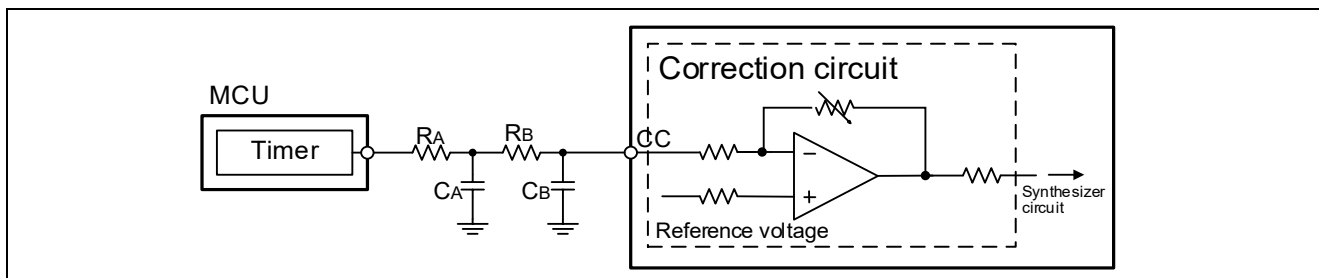 Correction circuit
MCU
Timer
RA
RB
CC
CA
CB
−
+
Reference voltage
Synthesizer
circuit